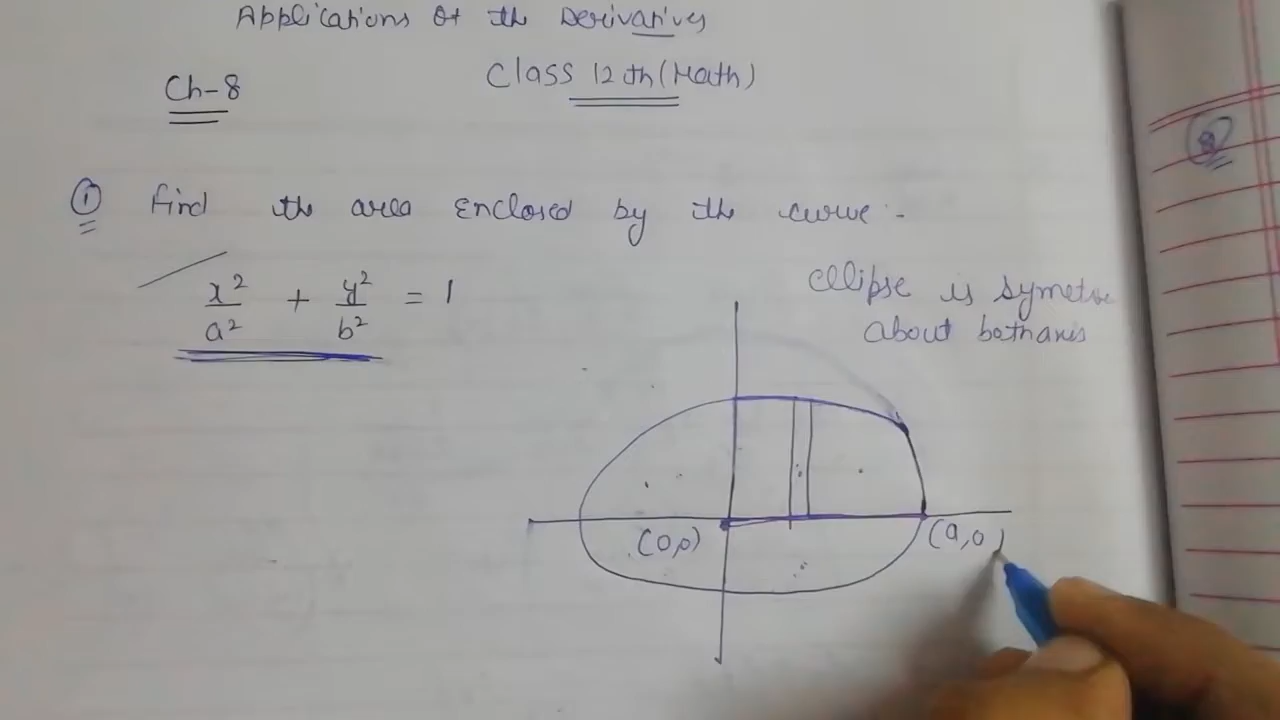 Applications of the Derivatives
Class 12th (Math)
Ch-8
① Find the area enclosed by the curve -
x²/a² + y²/b² = 1
ellipse is symetric
about both axis
(0,0)
(a,0)